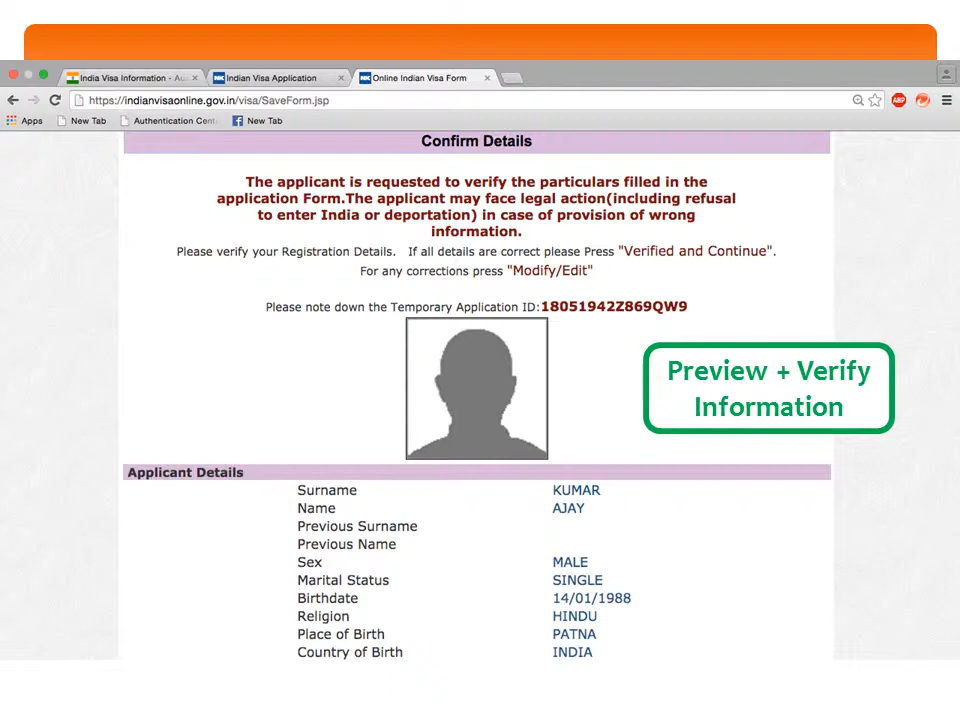 India Visa Information - Au
Indian Visa Application
Online Indian Visa Form
https://indianvisaonline.gov.in/visa/SaveForm.jsp
ABP
Apps
New Tab
Authentication Cent
New Tab
Confirm Details
The applicant is requested to verify the particulars filled in the
application Form.The applicant may face legal action(including refusal
to enter India or deportation) in case of provision of wrong
information.
Please verify your Registration Details. If all details are correct please Press "Verified and Continue".
For any corrections press "Modify/Edit"
Please note down the Temporary Application ID:18051942Z869QW9
Preview + Verify
Information
Applicant Details
Surname KUMAR
Name AJAY
Previous Surname
Previous Name
Sex MALE
Marital Status SINGLE
Birthdate 14/01/1988
Religion HINDU
Place of Birth PATNA
Country of Birth INDIA